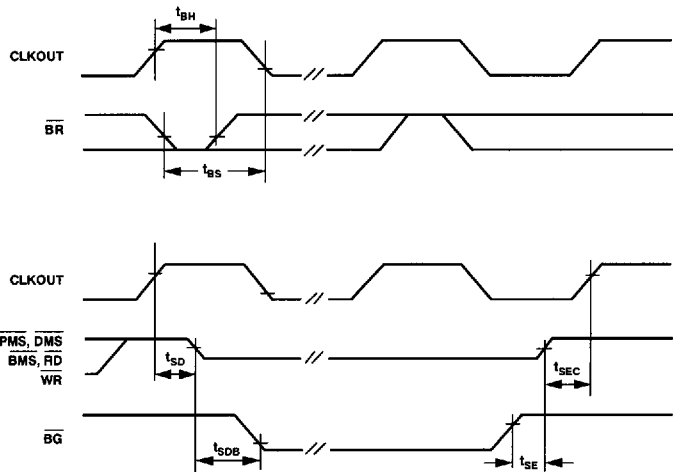 tBH
CLKOUT
BR
tBS
CLKOUT
PMS, DMS
BMS, RD
WR
tSD
tSEC
BG
tSDB
tSE